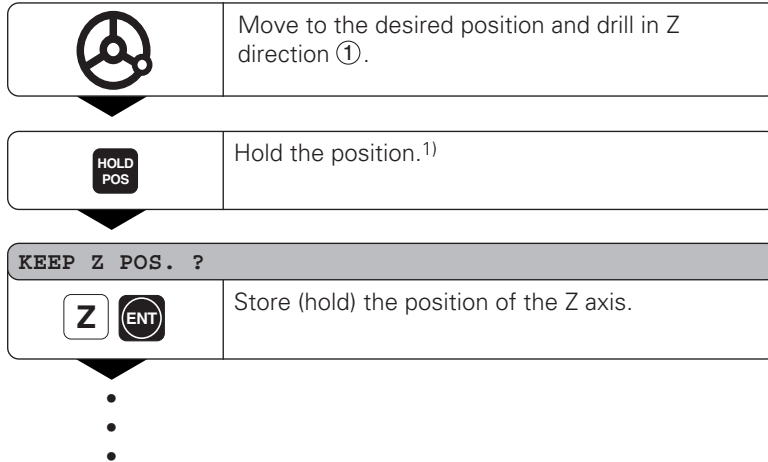 Move to the desired position and drill in Z
direction ①.
HOLD
POS
Hold the position.1)
KEEP Z POS. ?
Z ENT
Store (hold) the position of the Z axis.